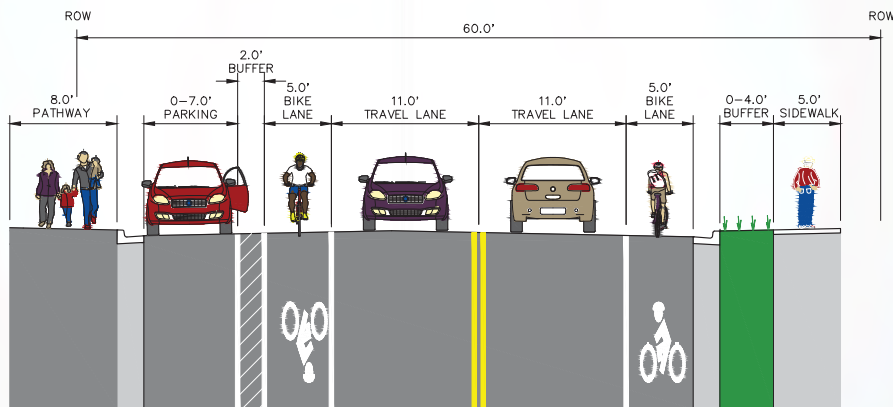 ROW
ROW
60.0'
2.0'
BUFFER
8.0'
PATHWAY
0-7.0'
PARKING
5.0'
BIKE
LANE
11.0'
TRAVEL LANE
11.0'
TRAVEL LANE
5.0'
BIKE
LANE
0-4.0'
BUFFER
5.0'
SIDEWALK